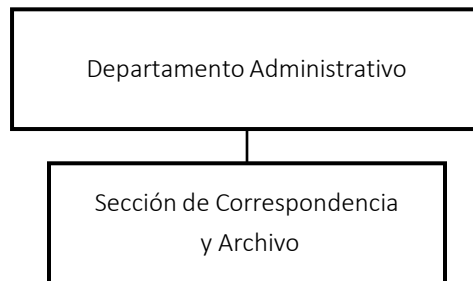 Departamento Administrativo
Sección de Correspondencia
y Archivo